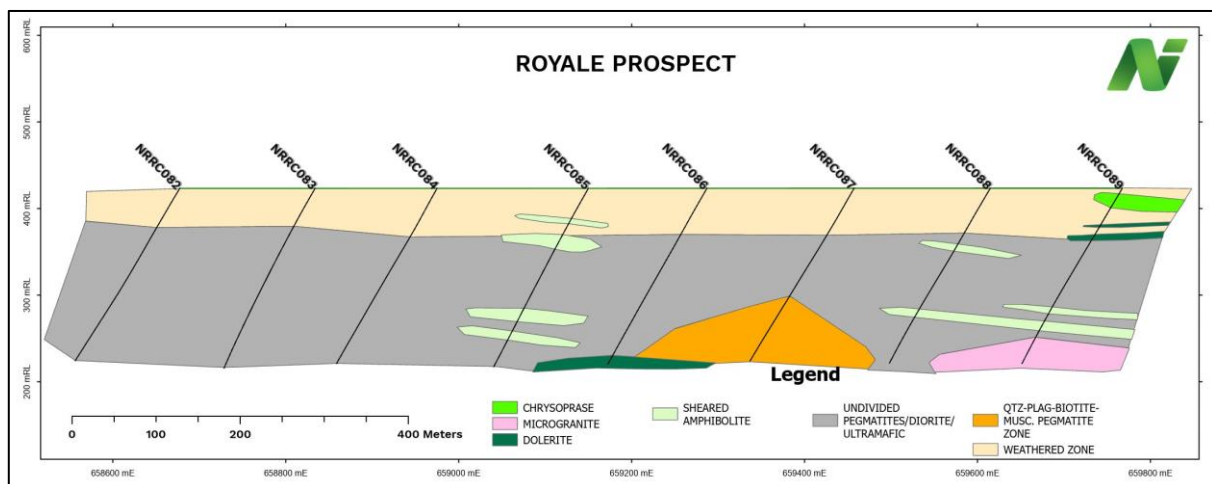 ROYALE PROSPECT
600 mRL
500 mRL
400 mRL
300 mRL
200 mRL
NRRC082
NRRC083
NRRC084
NRRC085
NRRC086
NRRC087
NRRC088
NRRC089
Legend
CHRYSOPRASE
MICROGRANITE
DOLERITE
SHEARED
AMPHIBOLITE
UNDIVIDED
PEGMATITES/DIORITE/
ULTRAMAFIC
QTZ-PLAG-BIOTITE-
MUSC. PEGMATITE
ZONE
WEATHERED ZONE
0 100 200 400 Meters
658600 mE 658800 mE 659000 mE 659200 mE 659400 mE 659600 mE 659800 mE